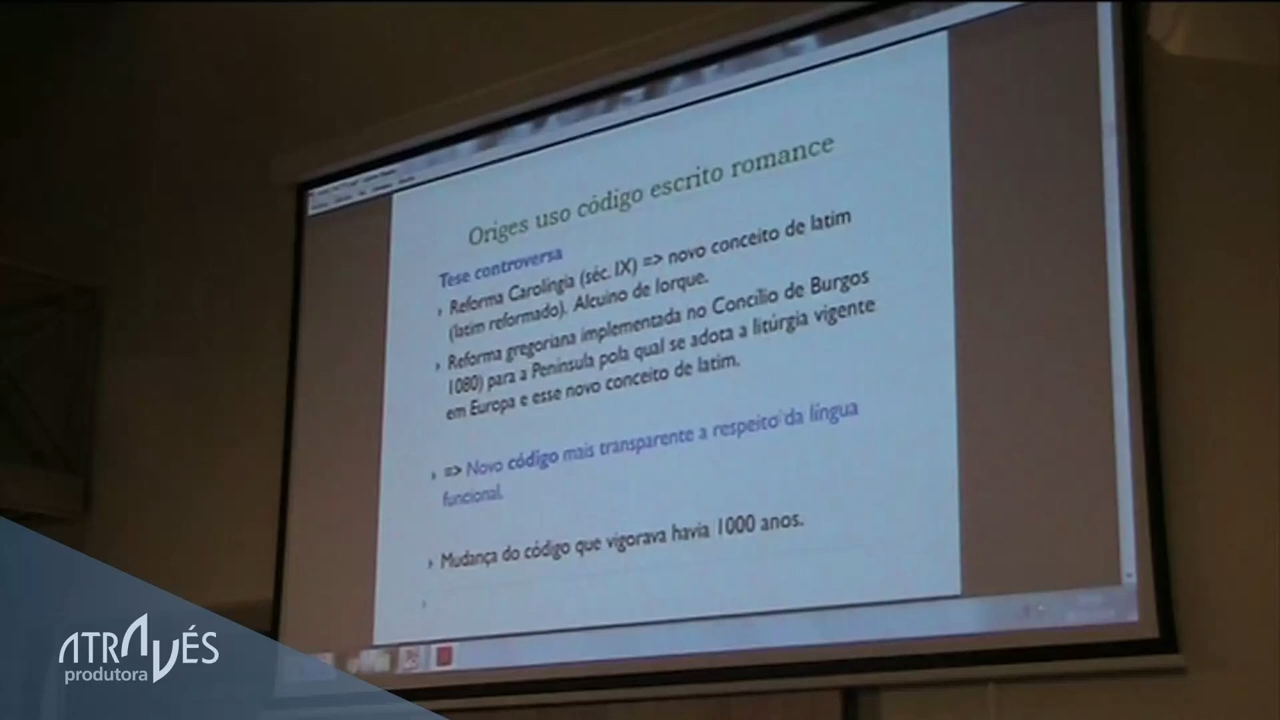 Origes uso código escrito romance
Tese controversa
Reforma Carolíngia (séc. IX) => novo conceito de latim
(latim reformado). Alcuino de Iorque.
Reforma gregoriana implementada no Concílio de Burgos
1080) para a Península pola qual se adota a litúrgia vigente
em Europa e esse novo conceito de latim.
=> Novo código mais transparente a respeito da língua
funcional.
Mudança do código que vigorava havia 1000 anos.
ATRAVÉS
produtora